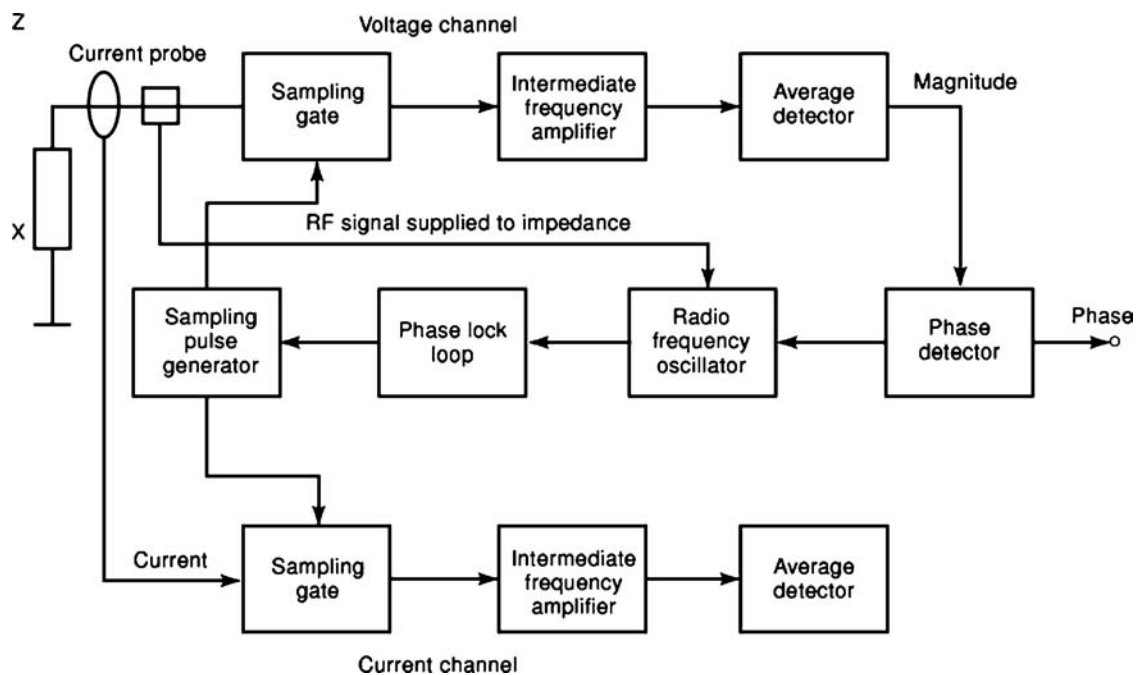 Z
Voltage channel
Current probe
Sampling
gate
Intermediate
frequency
amplifier
Average
detector
Magnitude
X
RF signal supplied to impedance
Sampling
pulse
generator
Phase lock
loop
Radio
frequency
oscillator
Phase
detector
Phase
Current
Sampling
gate
Intermediate
frequency
amplifier
Average
detector
Current channel